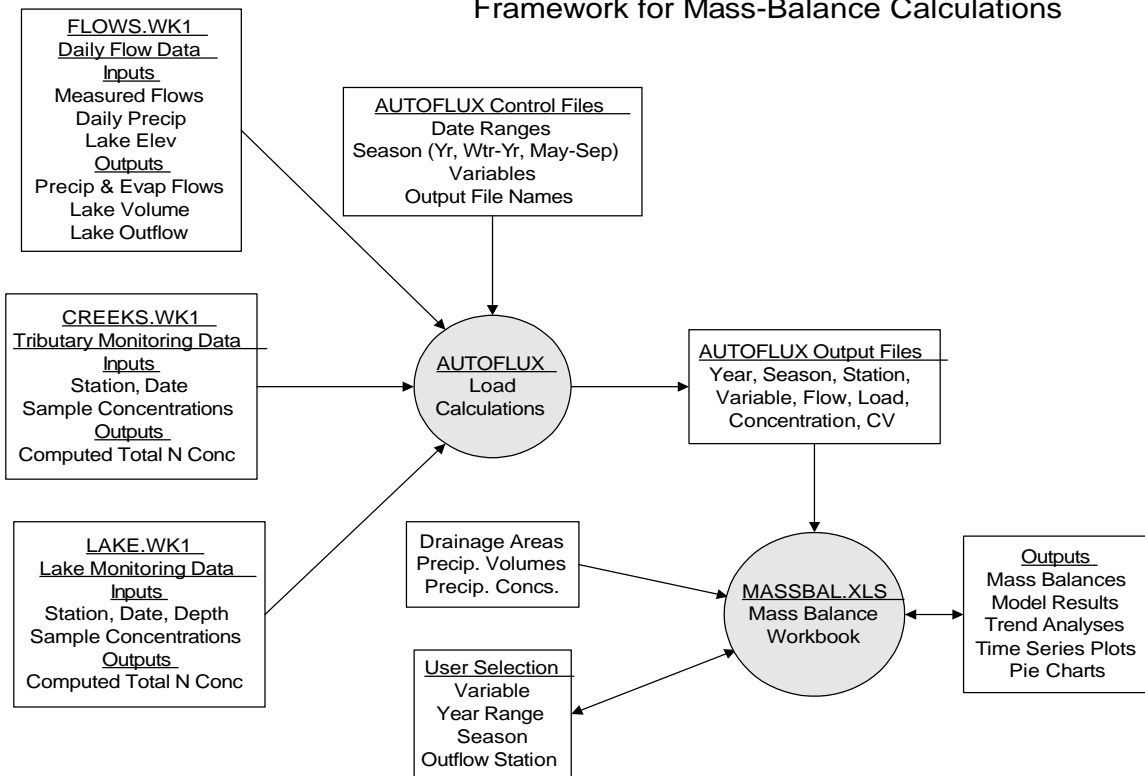 Framework for Mass-Balance Calculations
FLOWS.WK1
Daily Flow Data
Inputs
Measured Flows
Daily Precip
Lake Elev
Outputs
Precip & Evap Flows
Lake Volume
Lake Outflow
AUTOFLUX Control Files
Date Ranges
Season (Yr, Wtr-Yr, May-Sep)
Variables
Output File Names
CREEKS.WK1
Tributary Monitoring Data
Inputs
Station, Date
Sample Concentrations
Outputs
Computed Total N Conc
AUTOFLUX
Load
Calculations
AUTOFLUX Output Files
Year, Season, Station,
Variable, Flow, Load,
Concentration, CV
LAKE.WK1
Lake Monitoring Data
Inputs
Station, Date, Depth
Sample Concentrations
Outputs
Computed Total N Conc
Drainage Areas
Precip. Volumes
Precip. Concs.
MASSBAL.XLS
Mass Balance
Workbook
Outputs
Mass Balances
Model Results
Trend Analyses
Time Series Plots
Pie Charts
User Selection
Variable
Year Range
Season
Outflow Station